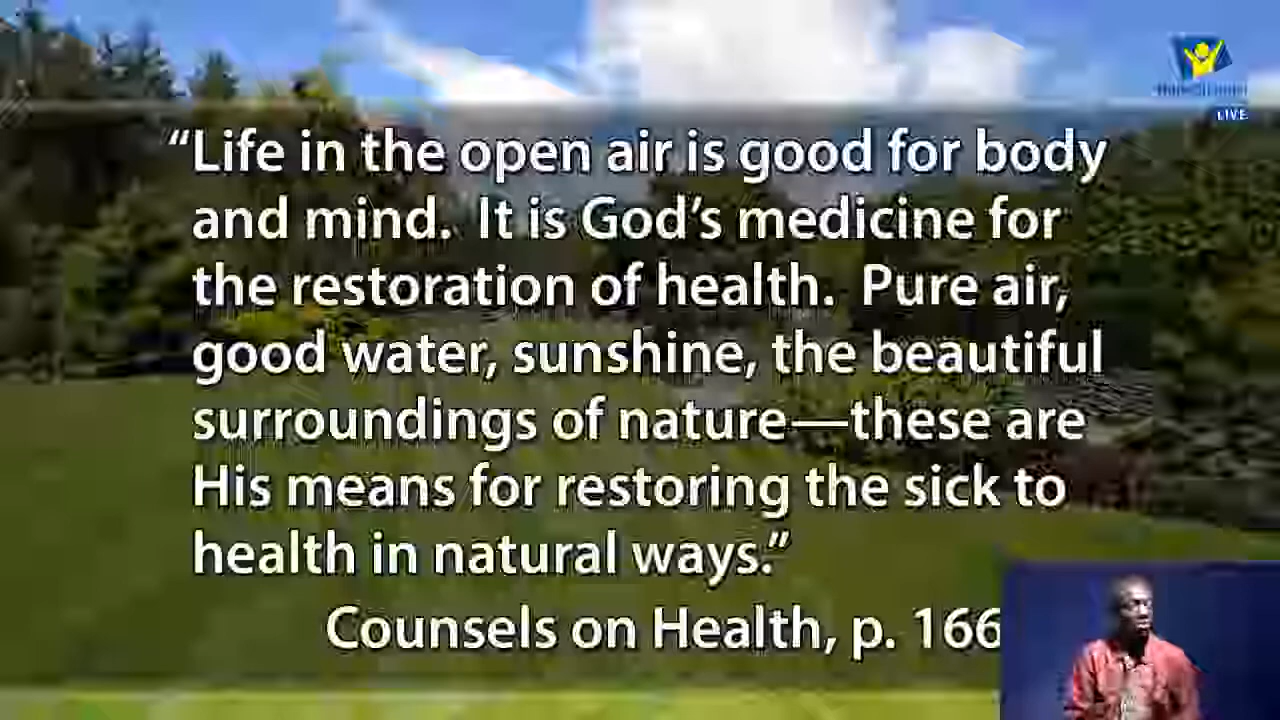 LIVE
“Life in the open air is good for body
and mind.  It is God’s medicine for
the restoration of health.  Pure air,
good water, sunshine, the beautiful
surroundings of nature—these are
His means for restoring the sick to
health in natural ways.”
Counsels on Health, p. 166